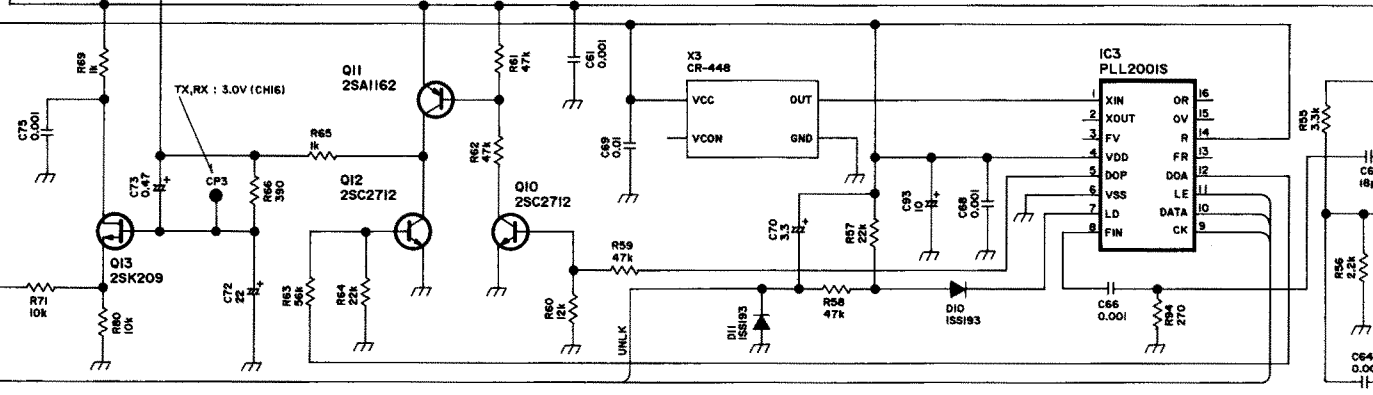 R69
1k
C75
0.001
TX,RX : 3.0V (CH16)
CP3
C73
0.47
R66
390
R65
1k
Q13
2SK209
R71
10k
R80
10k
C72
22
Q11
2SA1162
Q12
2SC2712
R63
56k
R64
22k
R61
47k
R62
47k
Q10
2SC2712
C61
0.001
R59
47k
R60
12k
C69
0.01
UNLK
X3
CR-448
VCC
OUT
VCON
GND
C70
3.3
R57
22k
R58
47k
D11
1SS193
D10
1SS193
C93
10
C68
0.001
IC3
PLL2001S
1 XIN OR 16
2 XOUT OV 15
3 FV R 14
4 VDD FR 13
5 DOP DOA 12
6 VSS LE 11
7 LD DATA 10
8 FIN CK 9
C66
0.001
R94
270
R55
3.3k
R56
2.2k
C64